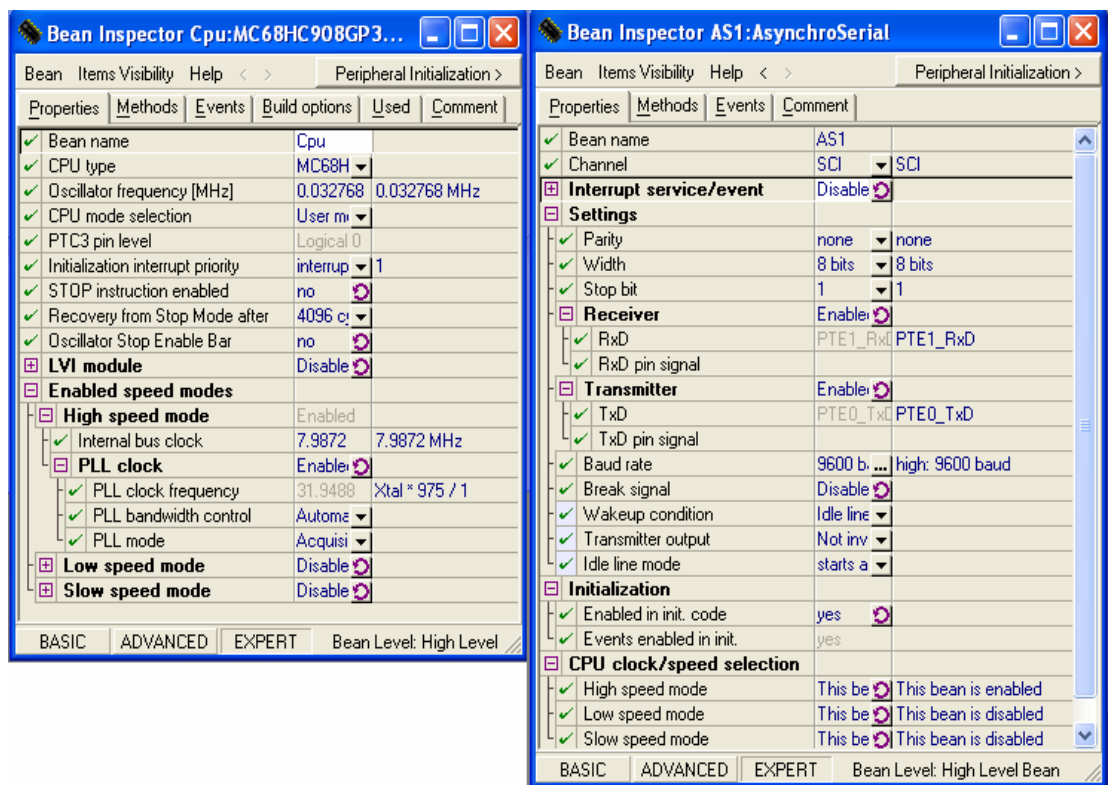 Bean Inspector Cpu:MC68HC908GP3...
Bean Items Visibility Help < > Peripheral Initialization >
Properties Methods Events Build options Used Comment
Bean name Cpu
CPU type MC68H
Oscillator frequency [MHz] 0.032768 0.032768 MHz
CPU mode selection User m
PTC3 pin level Logical 0
Initialization interrupt priority interrup 1
STOP instruction enabled no
Recovery from Stop Mode after 4096 cy
Oscillator Stop Enable Bar no
LVI module Disable
Enabled speed modes
High speed mode Enabled
Internal bus clock 7.9872 7.9872 MHz
PLL clock Enable
PLL clock frequency 31.9488 Xtal * 975 / 1
PLL bandwidth control Automa
PLL mode Acquisi
Low speed mode Disable
Slow speed mode Disable
BASIC ADVANCED EXPERT Bean Level: High Level
Bean Inspector AS1:AsynchroSerial
Bean Items Visibility Help < > Peripheral Initialization >
Properties Methods Events Comment
Bean name AS1
Channel SCI SCI
Interrupt service/event Disable
Settings
Parity none none
Width 8 bits 8 bits
Stop bit 1 1
Receiver Enable
RxD PTE1_RxD PTE1_RxD
RxD pin signal
Transmitter Enable
TxD PTE0_TxD PTE0_TxD
TxD pin signal
Baud rate 9600 b. ... high: 9600 baud
Break signal Disable
Wakeup condition Idle line
Transmitter output Not inv
Idle line mode starts a
Initialization
Enabled in init. code yes
Events enabled in init. yes
CPU clock/speed selection
High speed mode This be This bean is enabled
Low speed mode This be This bean is disabled
Slow speed mode This be This bean is disabled
BASIC ADVANCED EXPERT Bean Level: High Level Bean